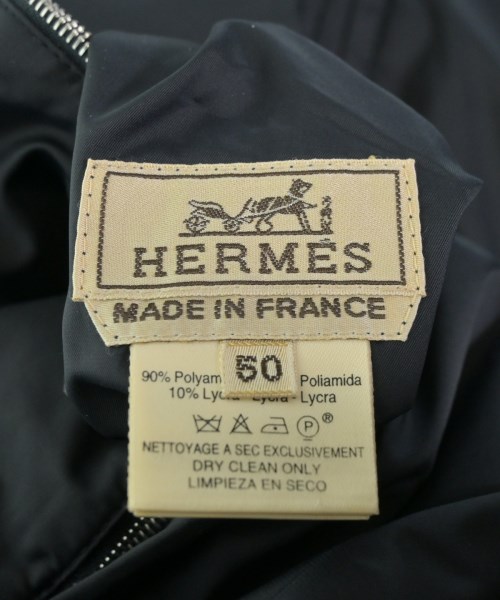 HERMÈS
MADE IN FRANCE
50
90% Polyam Poliamida
10% Lyc Lycra - Lycra
P ®
NETTOYAGE A SEC EXCLUSIVEMENT
DRY CLEAN ONLY
LIMPIEZA EN SECO